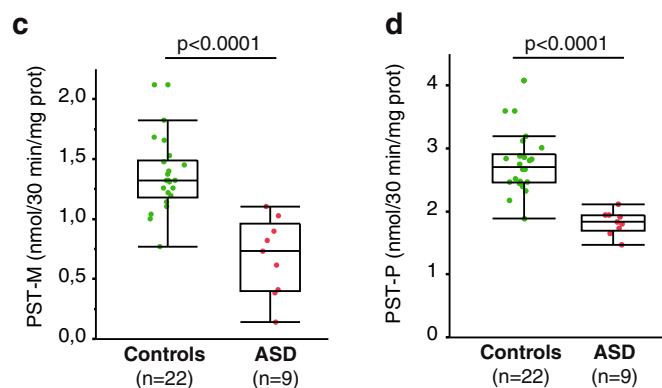 c
p<0.0001
PST-M (nmol/30 min/mg prot)
2,0
1,5
1,0
0,5
0,0
Controls
(n=22)
ASD
(n=9)
d
p<0.0001
PST-P (nmol/30 min/mg prot)
4
3
2
1
0
Controls
(n=22)
ASD
(n=9)